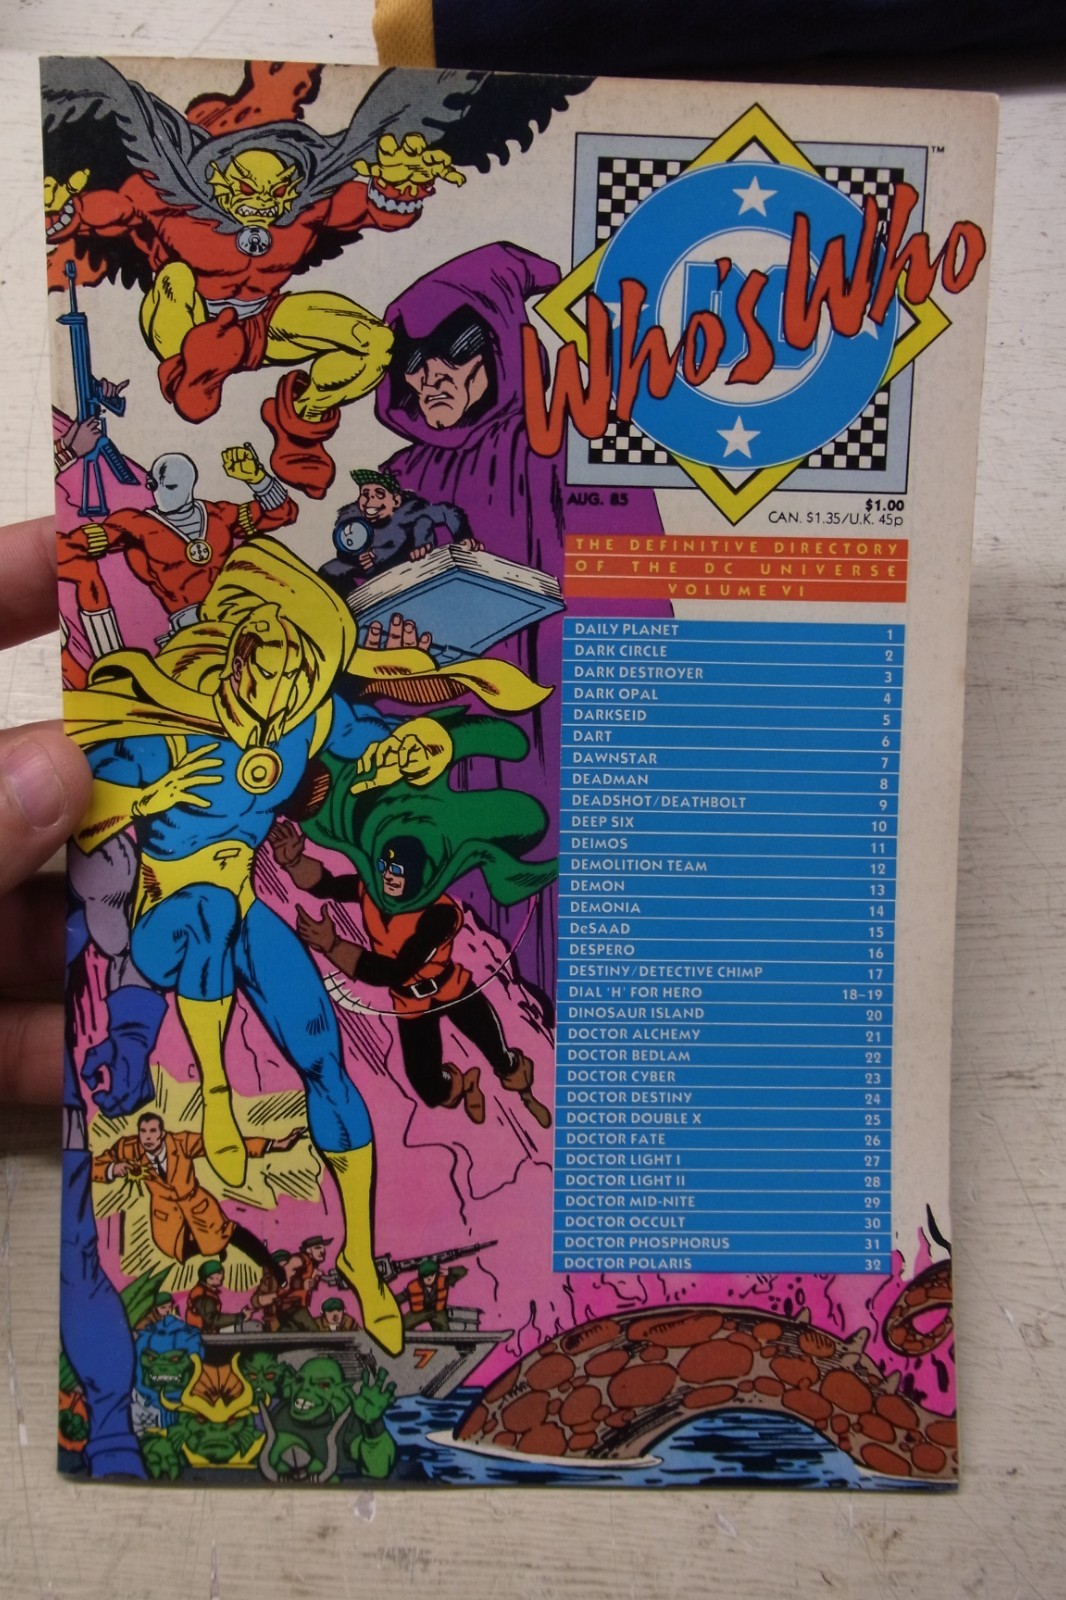 TM
DC
Who's Who
AUG. 85
$1.00
CAN. $1.35/U.K. 45p
THE DEFINITIVE DIRECTORY
OF THE DC UNIVERSE
VOLUME VI
DAILY PLANET 1
DARK CIRCLE 2
DARK DESTROYER 3
DARK OPAL 4
DARKSEID 5
DART 6
DAWNSTAR 7
DEADMAN 8
DEADSHOT/DEATHBOLT 9
DEEP SIX 10
DEIMOS 11
DEMOLITION TEAM 12
DEMON 13
DEMONIA 14
DeSAAD 15
DESPERO 16
DESTINY/DETECTIVE CHIMP 17
DIAL 'H' FOR HERO 18-19
DINOSAUR ISLAND 20
DOCTOR ALCHEMY 21
DOCTOR BEDLAM 22
DOCTOR CYBER 23
DOCTOR DESTINY 24
DOCTOR DOUBLE X 25
DOCTOR FATE 26
DOCTOR LIGHT I 27
DOCTOR LIGHT II 28
DOCTOR MID-NITE 29
DOCTOR OCCULT 30
DOCTOR PHOSPHORUS 31
DOCTOR POLARIS 32
7